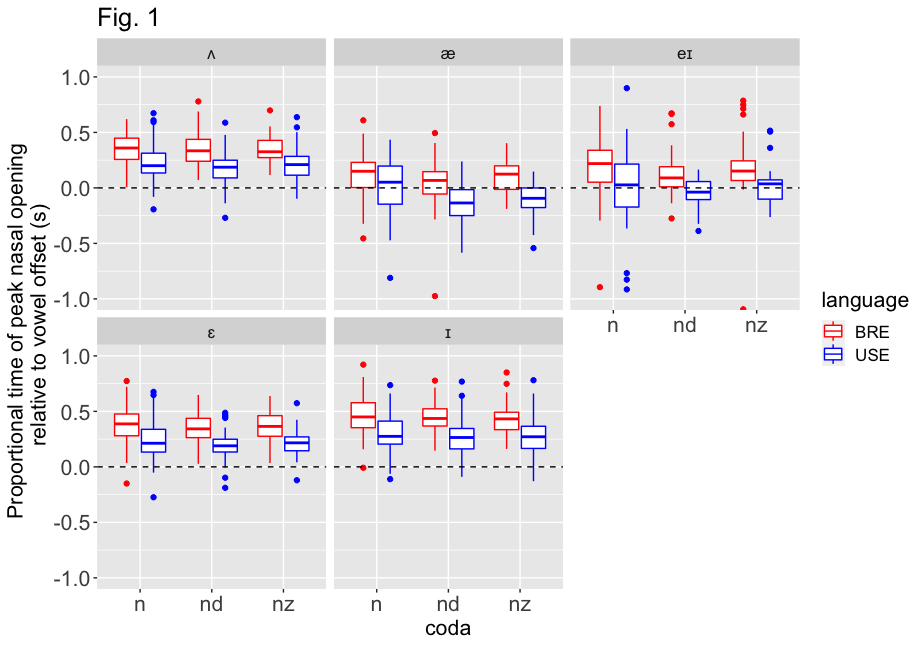 Fig. 1
ʌ
æ
eɪ
1.0
0.5
0.0
-0.5
-1.0
n nd nz
ɛ
ɪ
1.0
0.5
0.0
-0.5
-1.0
n nd nz
n nd nz
coda
Proportional time of peak nasal opening
relative to vowel offset (s)
language
BRE
USE